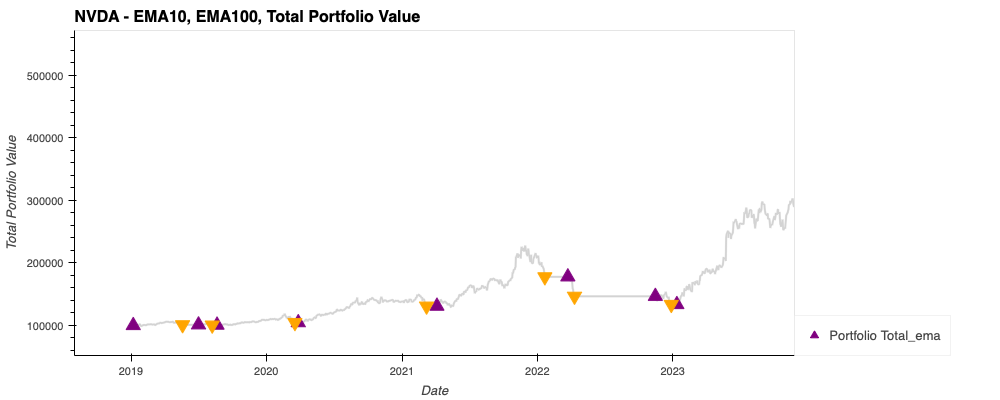 NVDA - EMA10, EMA100, Total Portfolio Value
Total Portfolio Value
500000
400000
300000
200000
100000
2019 2020 2021 2022 2023
Date
Portfolio Total_ema